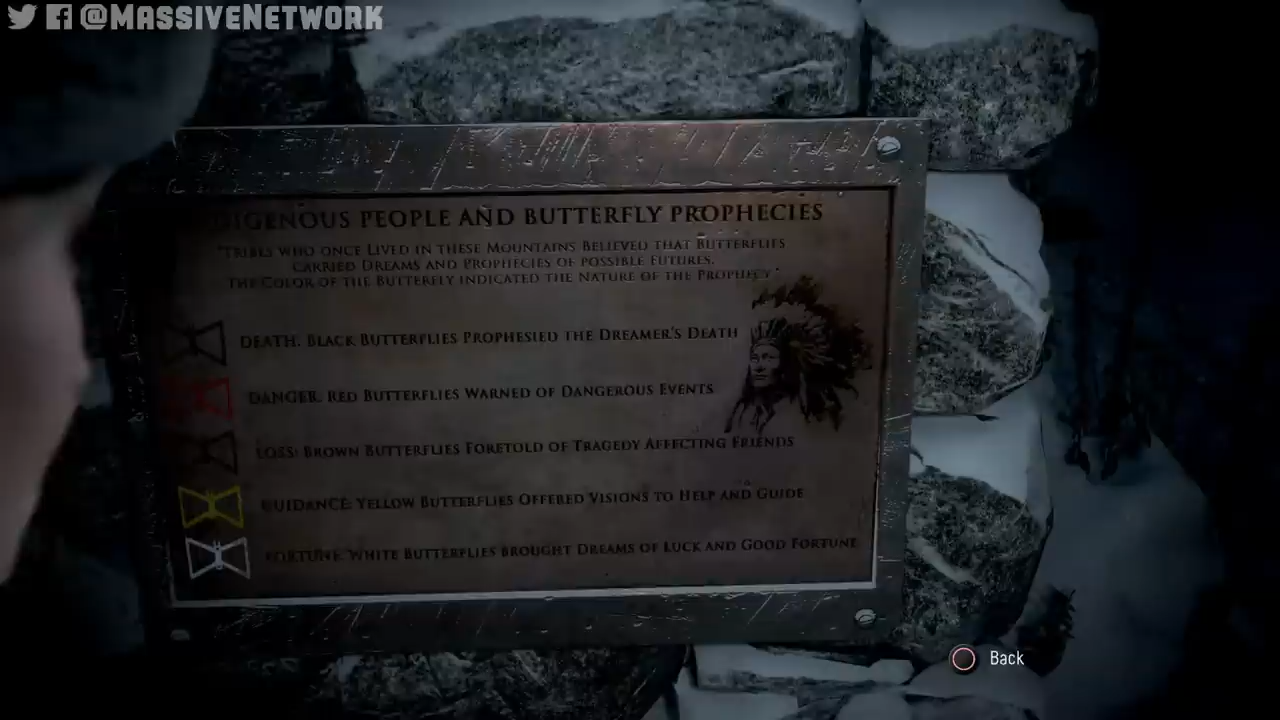 @MASSIVENETWORK
INDIGENOUS PEOPLE AND BUTTERFLY PROPHECIES
"TRIBES WHO ONCE LIVED IN THESE MOUNTAINS BELIEVED THAT BUTTERFLIES
CARRIED DREAMS AND PROPHECIES OF POSSIBLE FUTURES.
THE COLOR OF THE BUTTERFLY INDICATED THE NATURE OF THE PROPHECY."
DEATH: BLACK BUTTERFLIES PROPHESIED THE DREAMER'S DEATH
DANGER: RED BUTTERFLIES WARNED OF DANGEROUS EVENTS
LOSS: BROWN BUTTERFLIES FORETOLD OF TRAGEDY AFFECTING FRIENDS
GUIDANCE: YELLOW BUTTERFLIES OFFERED VISIONS TO HELP AND GUIDE
FORTUNE: WHITE BUTTERFLIES BROUGHT DREAMS OF LUCK AND GOOD FORTUNE
Back